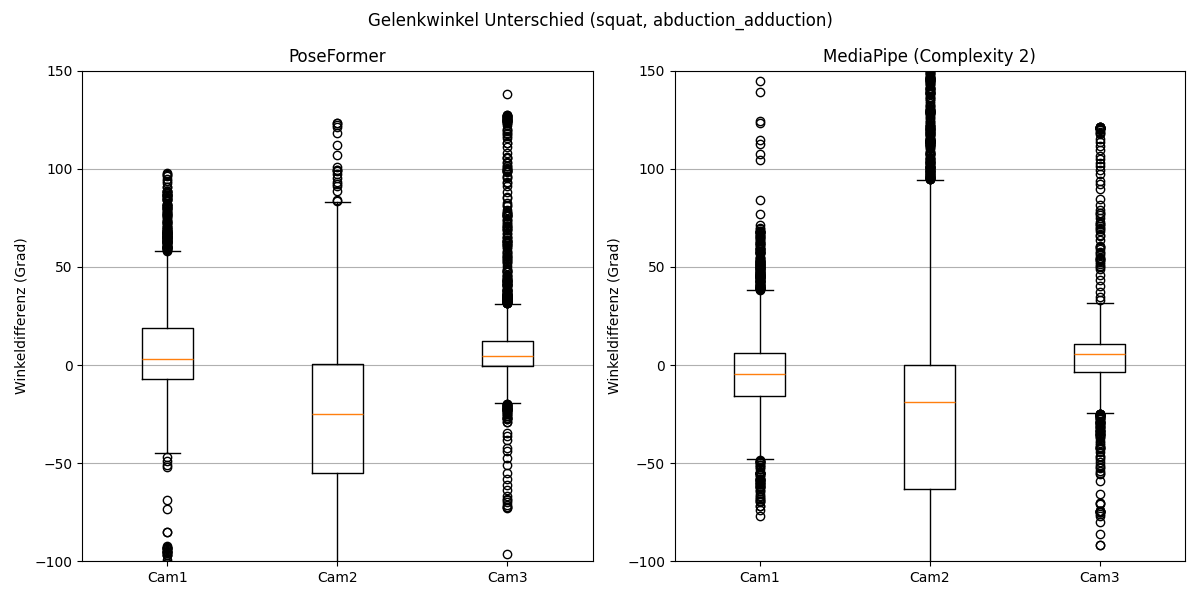 Gelenkwinkel Unterschied (squat, abduction_adduction)
PoseFormer
Winkeldifferenz (Grad)
150
100
50
0
−50
−100
Cam1
Cam2
Cam3
MediaPipe (Complexity 2)
Winkeldifferenz (Grad)
150
100
50
0
−50
−100
Cam1
Cam2
Cam3